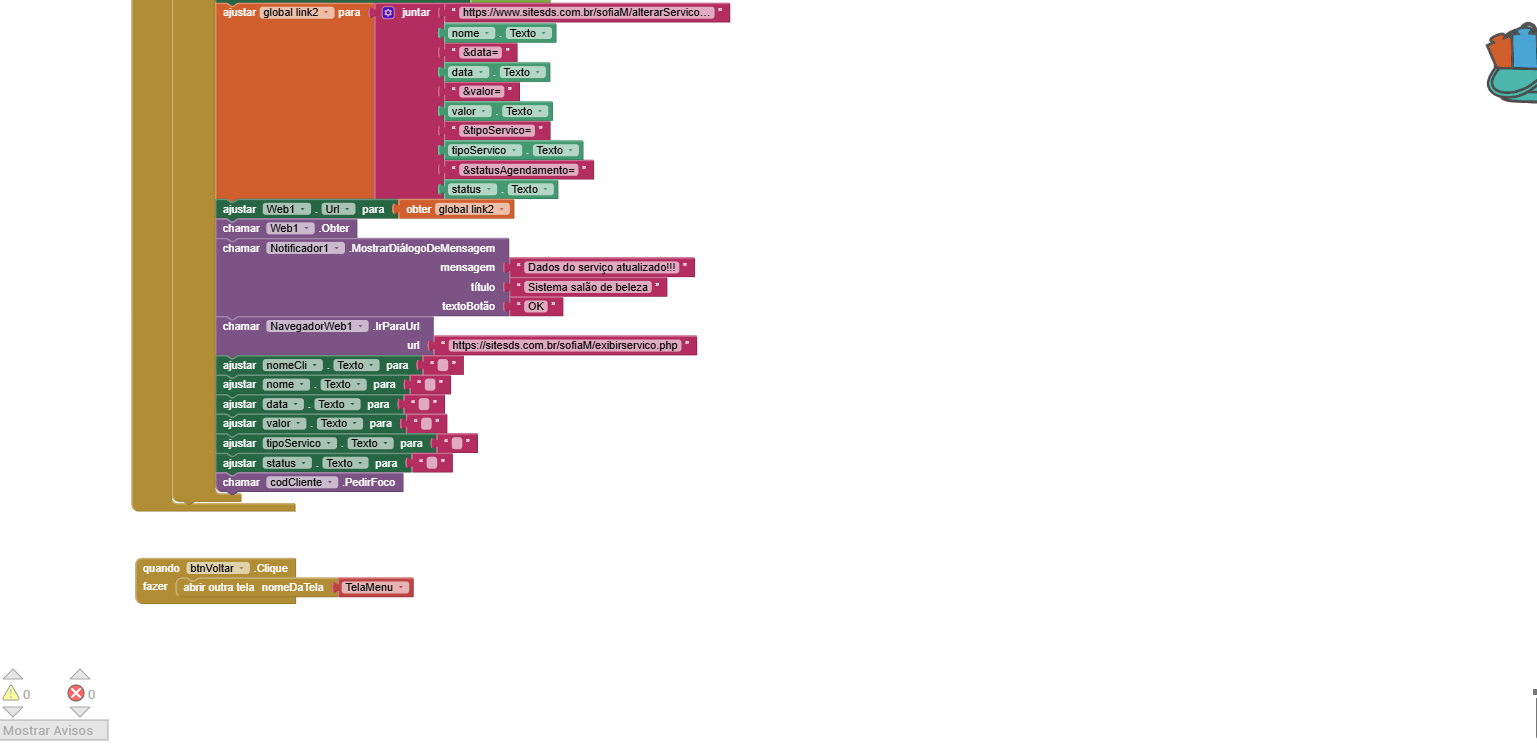 ajustar global link2 para juntar “ https://www.sitesds.com.br/sofiaM/alterarServico... ”
nome . Texto
“ &data= ”
data . Texto
“ &valor= ”
valor . Texto
“ &tipoServico= ”
tipoServico . Texto
“ &statusAgendamento= ”
status . Texto
ajustar Web1 . Url para obter global link2
chamar Web1 .Obter
chamar Notificador1 .MostrarDiálogoDeMensagem
mensagem “ Dados do serviço atualizado!!! ”
título “ Sistema salão de beleza ”
textoBotão “ OK ”
chamar NavegadorWeb1 .IrParaUrl
url “ https://sitesds.com.br/sofiaM/exibirservico.php ”
ajustar nomeCli . Texto para “ ”
ajustar nome . Texto para “ ”
ajustar data . Texto para “ ”
ajustar valor . Texto para “ ”
ajustar tipoServico . Texto para “ ”
ajustar status . Texto para “ ”
chamar codCliente .PedirFoco
quando btnVoltar .Clique
fazer abrir outra tela nomeDaTela TelaMenu
0 0
Mostrar Avisos